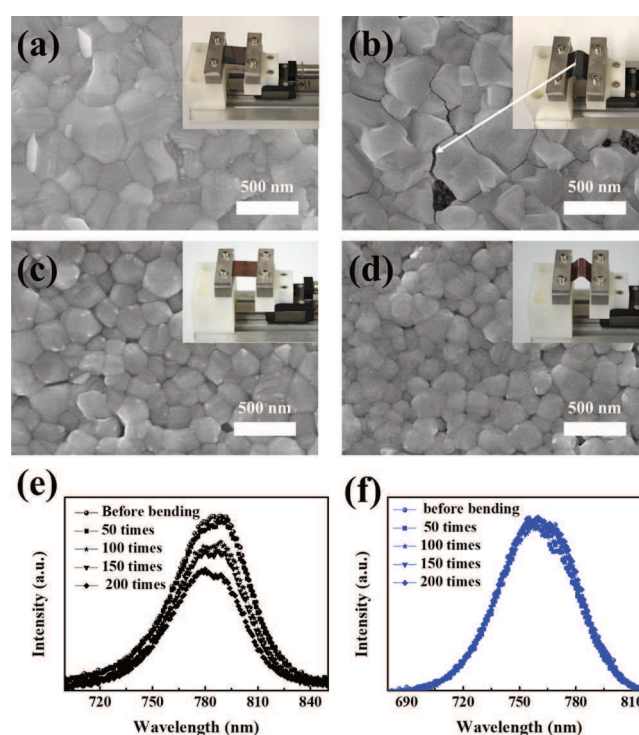 (a)
500 nm
(b)
500 nm
(c)
500 nm
(d)
500 nm
(e)
Before bending
50 times
100 times
150 times
200 times
Intensity (a.u.)
720 750 780 810 840
Wavelength (nm)
(f)
before bending
50 times
100 times
150 times
200 times
Intensity (a.u.)
690 720 750 780 810
Wavelength (nm)